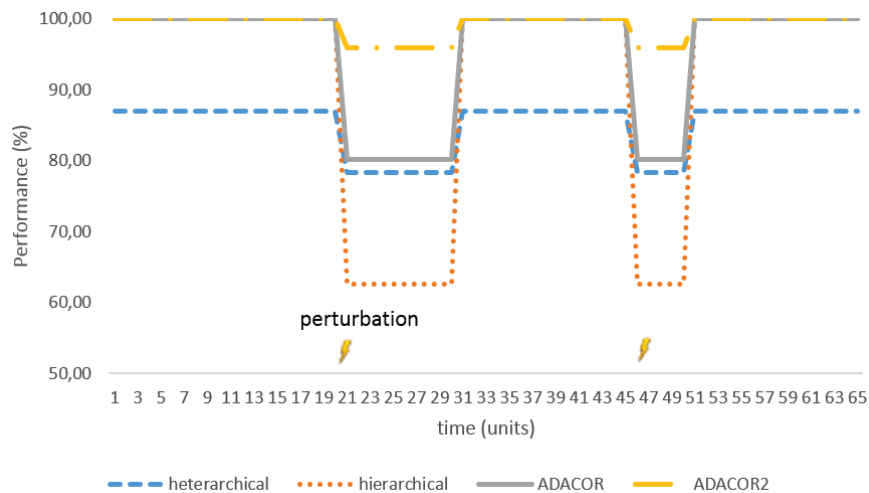 100,00
90,00
80,00
70,00
60,00
50,00
Performance (%)
perturbation
1 3 5 7 9 11 13 15 17 19 21 23 25 27 29 31 33 35 37 39 41 43 45 47 49 51 53 55 57 59 61 63 65
time (units)
heterarchical hierarchical ADACOR ADACOR2